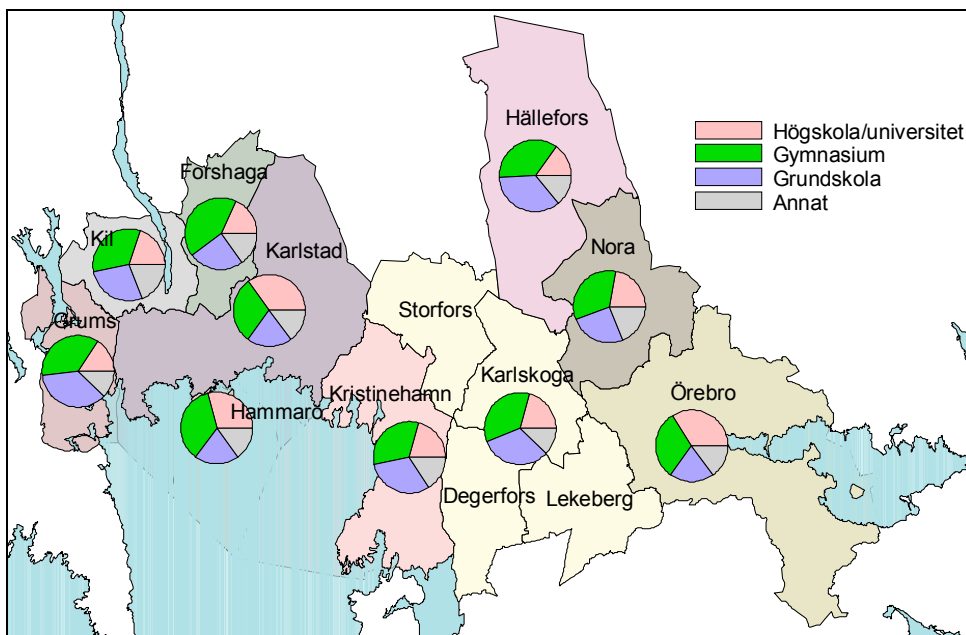 Hällefors
Högskola/universitet
Gymnasium
Grundskola
Annat
Forshaga
Kil
Karlstad
Nora
Storfors
Grums
Karlskoga
Kristinehamn
Örebro
Hammarö
Degerfors
Lekeberg